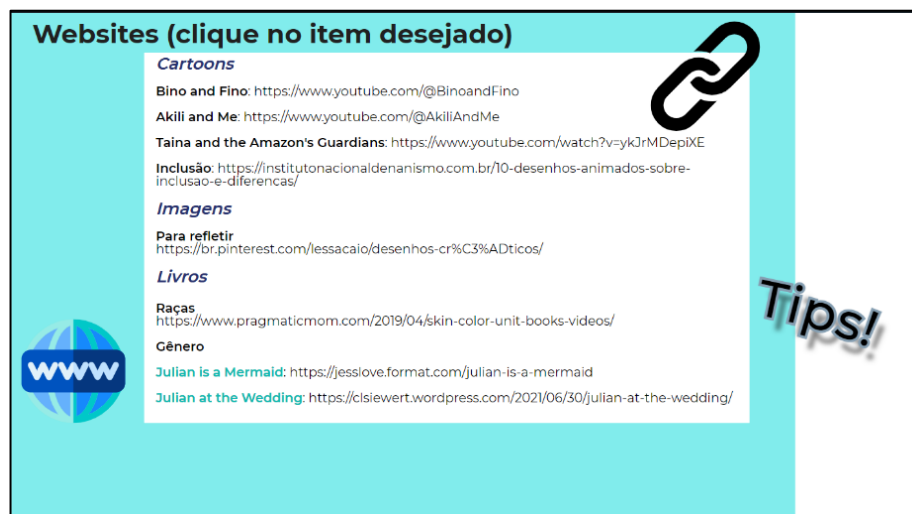 Websites (clique no item desejado)
Cartoons
Bino and Fino: https://www.youtube.com/@BinoandFino
Akili and Me: https://www.youtube.com/@AkiliAndMe
Taina and the Amazon's Guardians: https://www.youtube.com/watch?v=ykJrMDepiXE
Inclusão: https://institutonacionaldenanismo.com.br/10-desenhos-animados-sobre-
inclusao-e-diferencas/
Imagens
Para refletir
https://br.pinterest.com/lessacaio/desenhos-cr%C3%ADticos/
Livros
Raças
https://www.pragmaticmom.com/2019/04/skin-color-unit-books-videos/
Gênero
Julian is a Mermaid: https://jesslove.format.com/julian-is-a-mermaid
Julian at the Wedding: https://clsiewert.wordpress.com/2021/06/30/julian-at-the-wedding/
www
Tips!